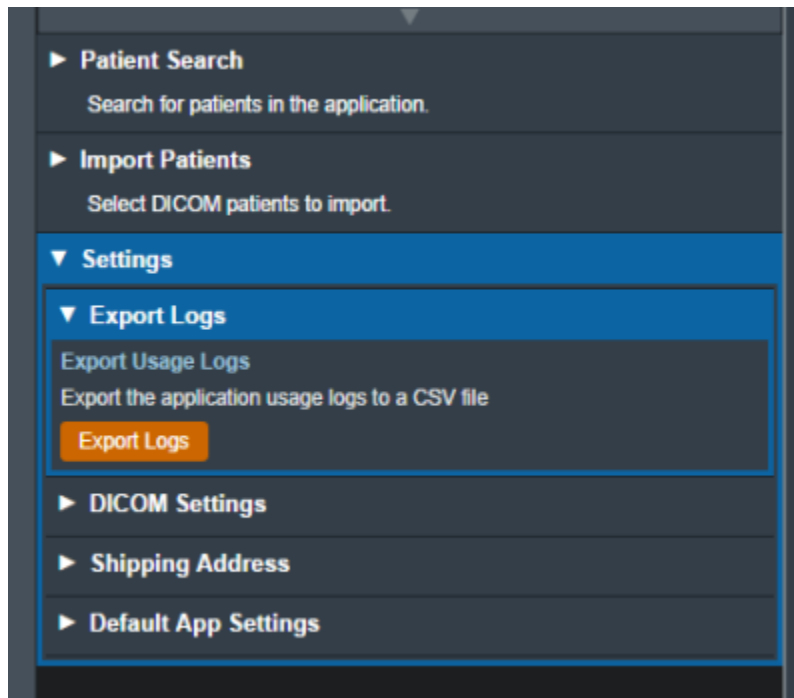 Patient Search
Search for patients in the application.
Import Patients
Select DICOM patients to import.
Settings
Export Logs
Export Usage Logs
Export the application usage logs to a CSV file
Export Logs
DICOM Settings
Shipping Address
Default App Settings